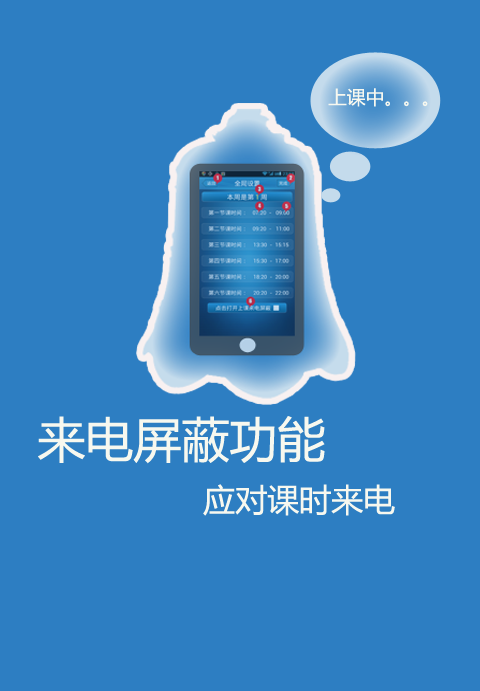 上课中。。。
1
2
全局设置
3
本周是第1周
4
5
第一节课时间: 07:20 - 09:00
第二节课时间: 09:20 - 11:00
第三节课时间: 13:30 - 15:15
第四节课时间: 15:30 - 17:00
第五节课时间: 18:20 - 20:00
第六节课时间: 20:20 - 22:00
6
点击打开上课来电屏蔽
来电屏蔽功能
应对课时来电